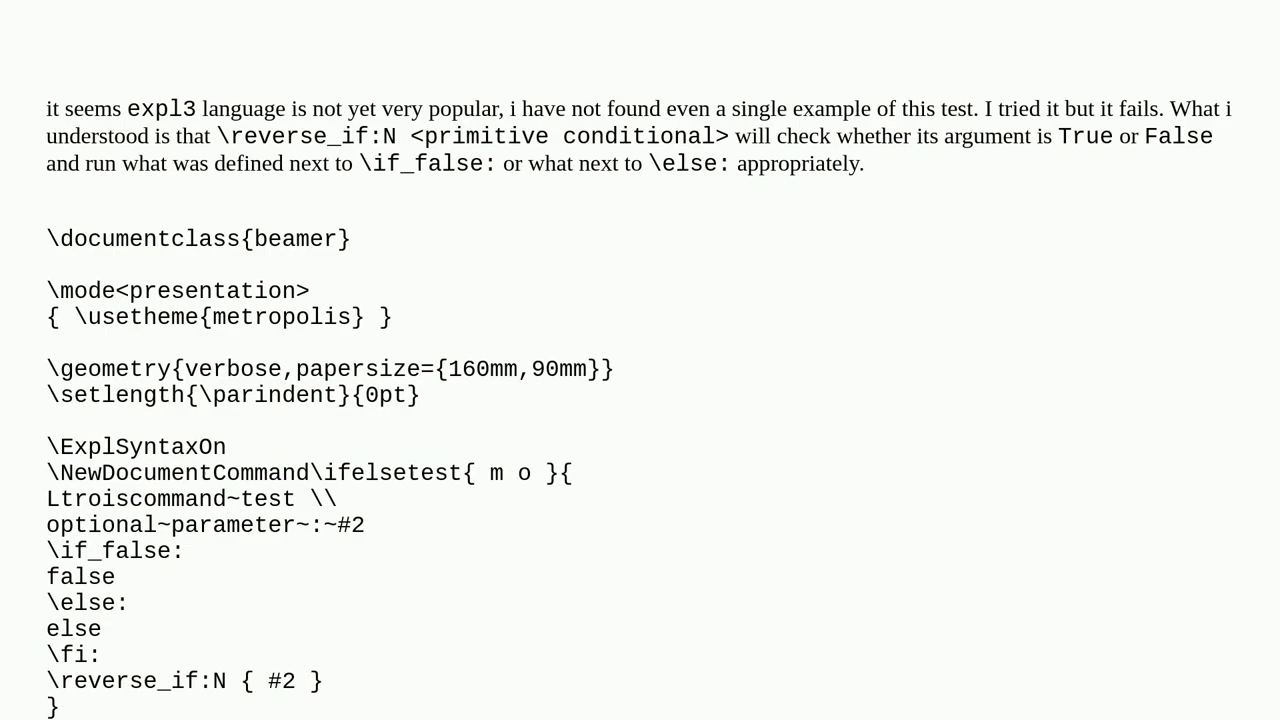 it seems expl3 language is not yet very popular, i have not found even a single example of this test. I tried it but it fails. What i
understood is that \reverse_if:N <primitive conditional> will check whether its argument is True or False
and run what was defined next to \if_false: or what next to \else: appropriately.
\documentclass{beamer}
\mode<presentation>
{ \usetheme{metropolis} }
\geometry{verbose,papersize={160mm,90mm}}
\setlength{\parindent}{0pt}
\ExplSyntaxOn
\NewDocumentCommand\ifelsetest{ m o }{
Ltroiscommand~test \\
optional~parameter~:~#2
\if_false:
false
\else:
else
\fi:
\reverse_if:N { #2 }
}